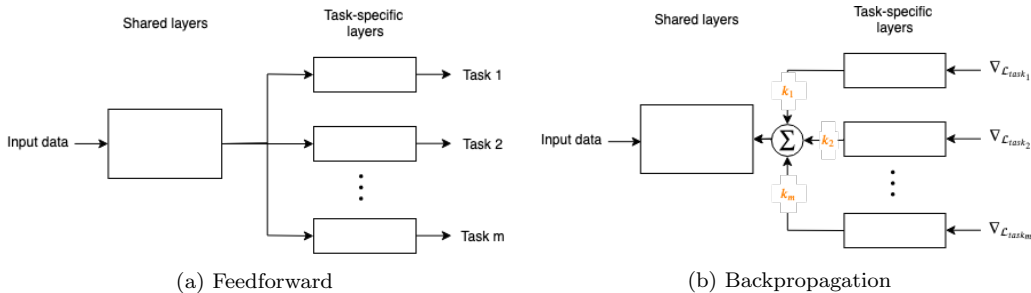 Shared layers
Task-specific
layers
Input data
Task 1
Task 2
Task m
(a) Feedforward
Shared layers
Task-specific
layers
Input data
k₁
k₂
kₘ
Σ
∇ℒtask₁
∇ℒtask₂
∇ℒtaskₘ
(b) Backpropagation